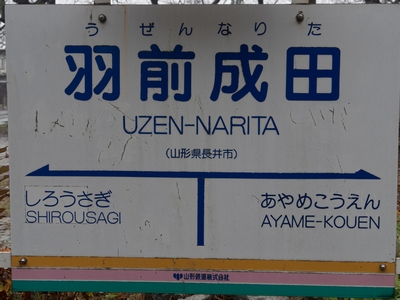 うぜんなりた
羽前成田
UZEN-NARITA
(山形県長井市)
しろうさぎ
SHIROUSAGI
あやめこうえん
AYAME-KOUEN
山形鉄道株式会社